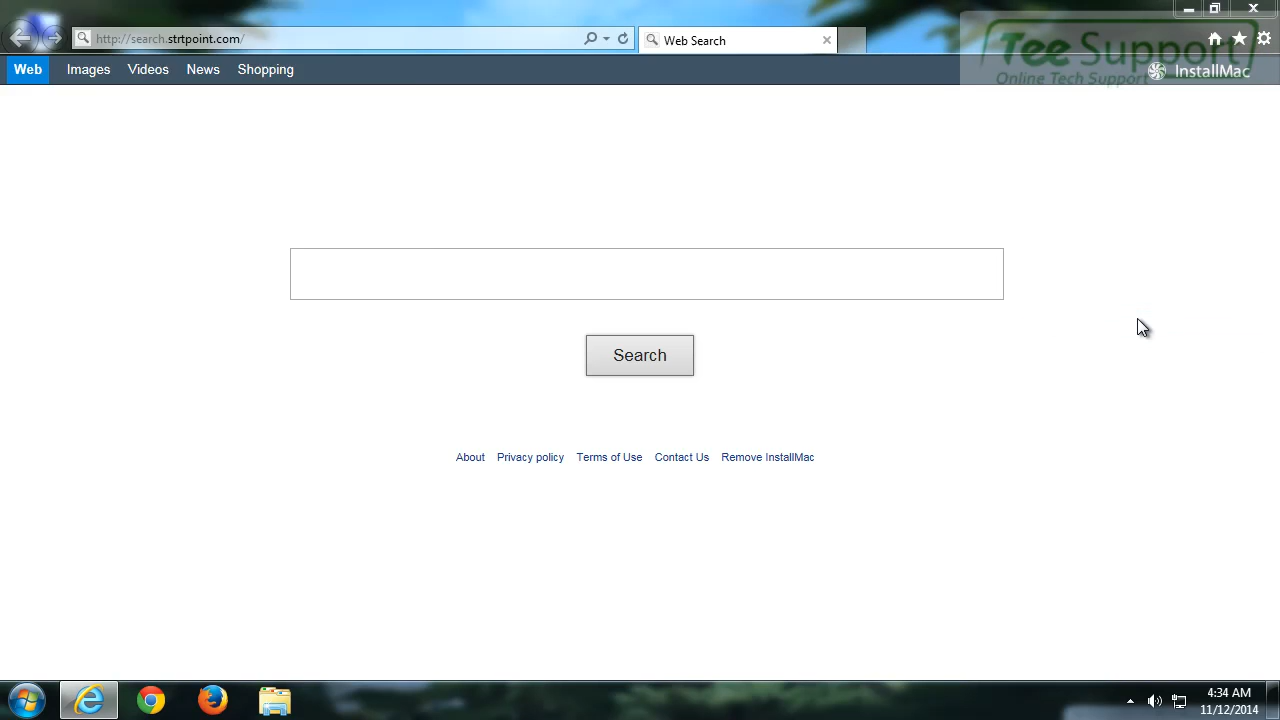 http://search.strtpoint.com/
Web Search
Tee Support
Online Tech Support
Web Images Videos News Shopping
InstallMac
Search
About Privacy policy Terms of Use Contact Us Remove InstallMac
4:34 AM
11/12/2014